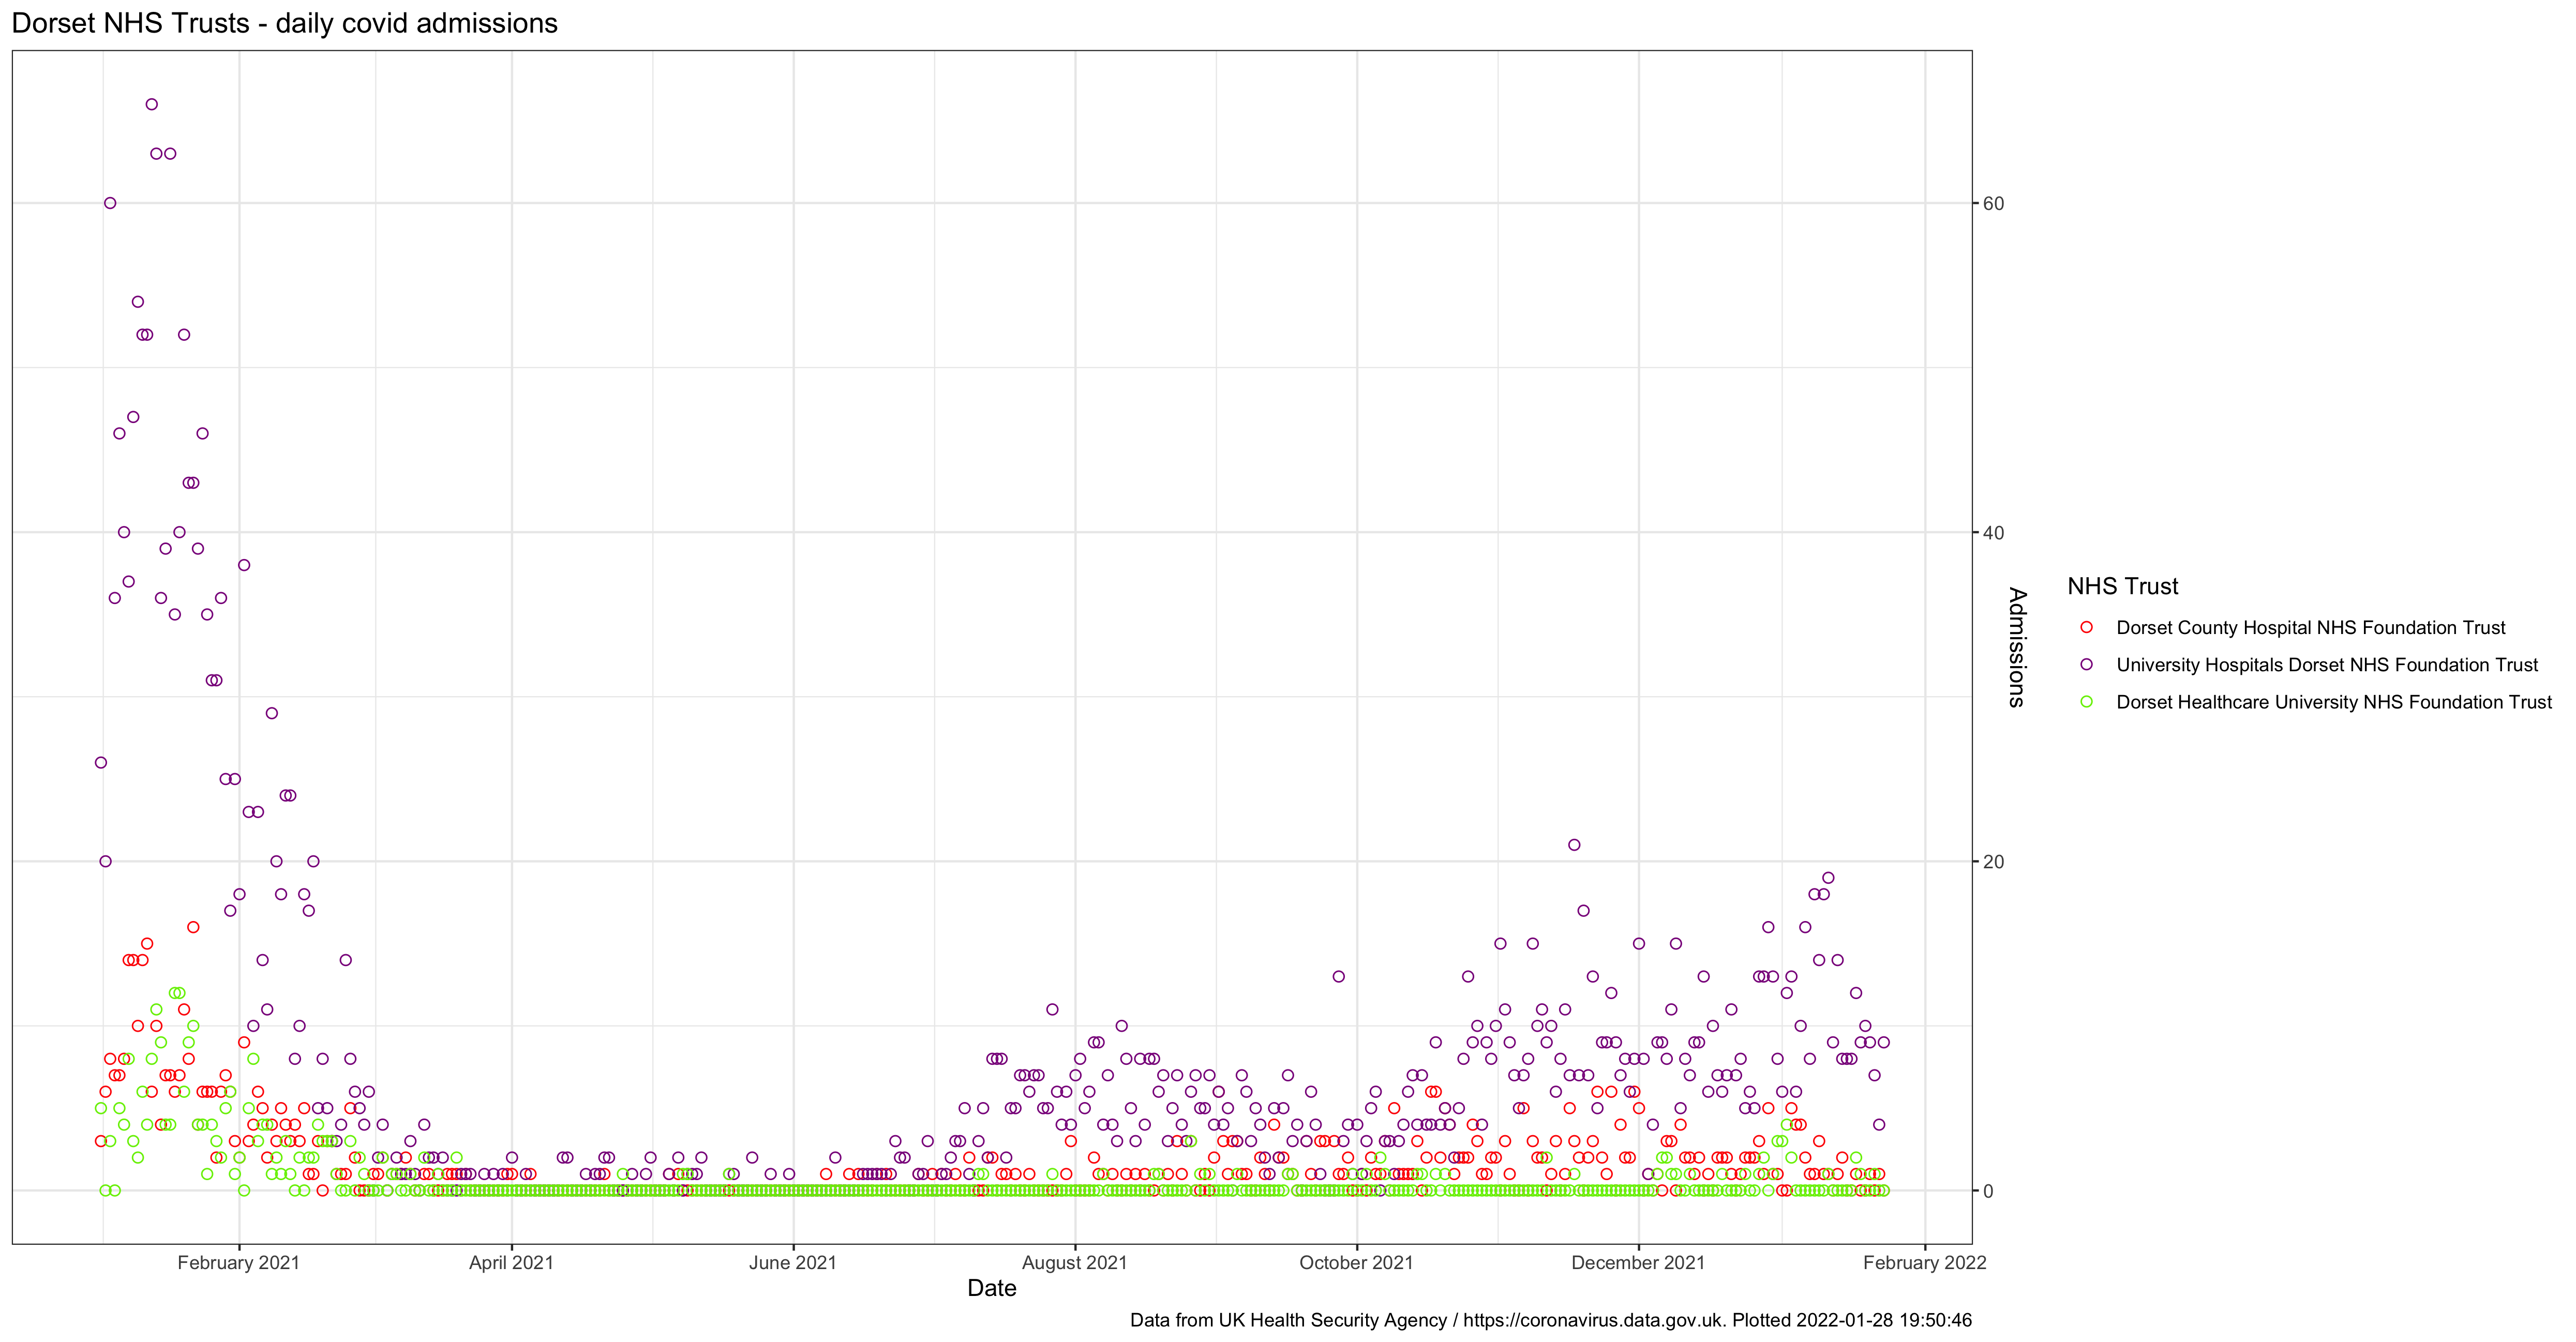 Dorset NHS Trusts - daily covid admissions
60
40
20
0
Admissions
NHS Trust
Dorset County Hospital NHS Foundation Trust
University Hospitals Dorset NHS Foundation Trust
Dorset Healthcare University NHS Foundation Trust
February 2021 April 2021 June 2021 August 2021 October 2021 December 2021 February 2022
Date
Data from UK Health Security Agency / https://coronavirus.data.gov.uk. Plotted 2022-01-28 19:50:46